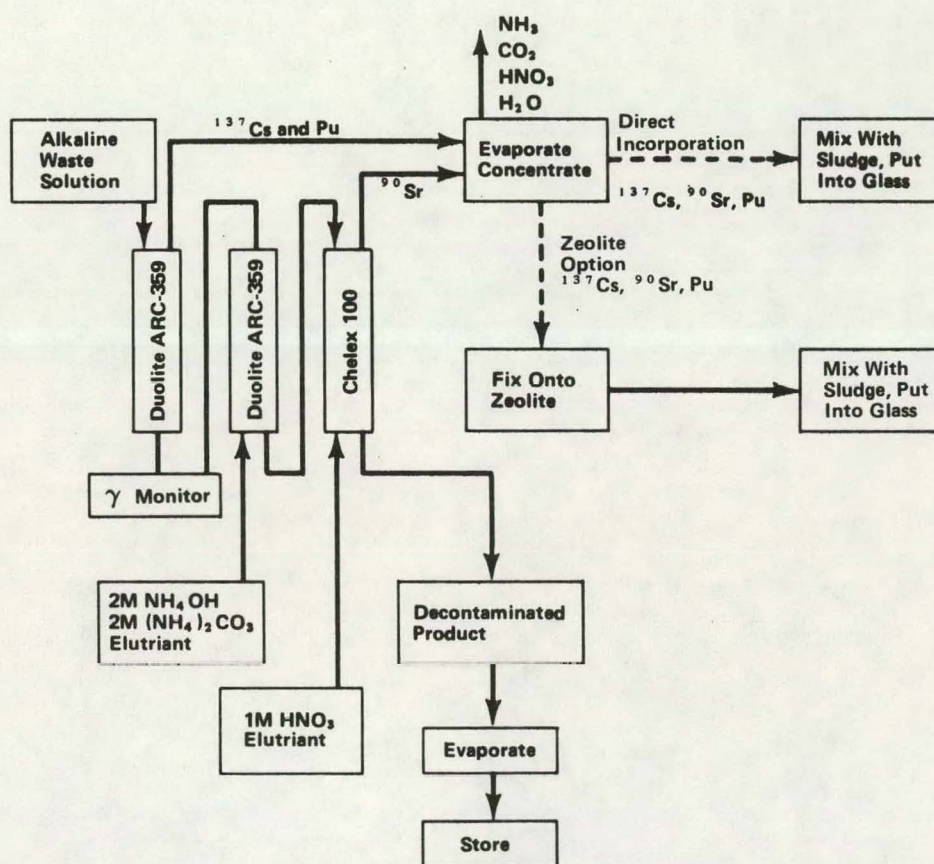 NH₃
CO₂
HNO₃
H₂O
Alkaline
Waste
Solution
¹³⁷Cs and Pu
⁹⁰Sr
Evaporate
Concentrate
Direct
Incorporation
¹³⁷Cs, ⁹⁰Sr, Pu
Mix With
Sludge, Put
Into Glass
Zeolite
Option
¹³⁷Cs, ⁹⁰Sr, Pu
Duolite ARC-359
Duolite ARC-359
Chelex 100
Fix Onto
Zeolite
Mix With
Sludge, Put
Into Glass
γ Monitor
2M NH₄OH
2M (NH₄)₂CO₃
Elutriant
1M HNO₃
Elutriant
Decontaminated
Product
Evaporate
Store